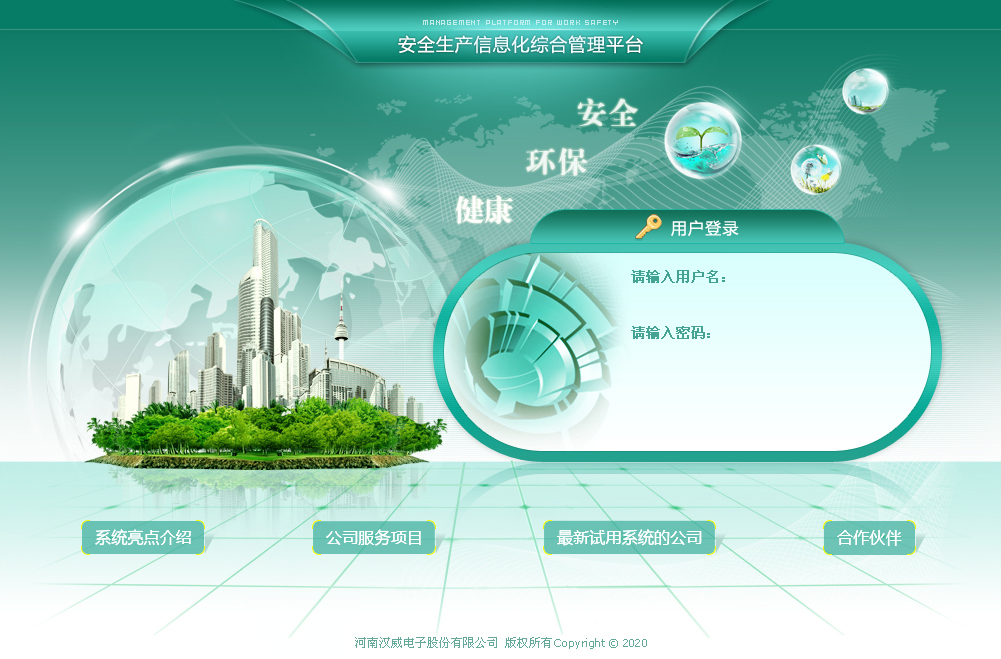 MANAGEMENT PLATFORM FOR WORK SAFETY
安全生产信息化综合管理平台
安全
环保
健康
用户登录
请输入用户名：
请输入密码：
系统亮点介绍
公司服务项目
最新试用系统的公司
合作伙伴
河南汉威电子股份有限公司 版权所有Copyright © 2020